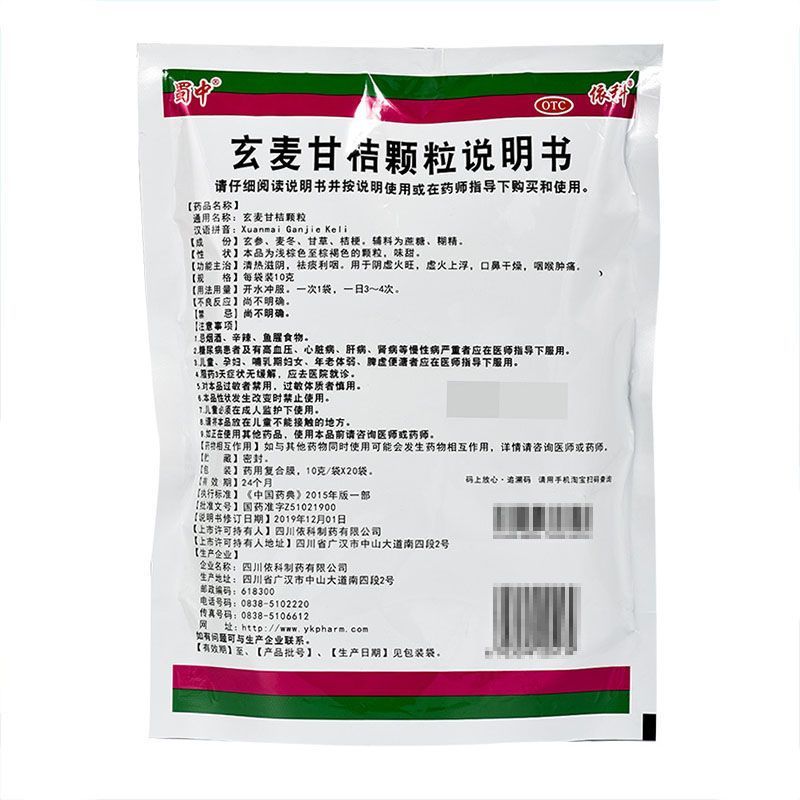 蜀中®
OTC
依科®
玄麦甘桔颗粒说明书
请仔细阅读说明书并按说明使用或在药师指导下购买和使用。
【药品名称】
通用名称：玄麦甘桔颗粒
汉语拼音：Xuanmai Ganjie Keli
【成　份】玄参、麦冬、甘草、桔梗。辅料为蔗糖、糊精。
【性　状】本品为浅棕色至棕褐色的颗粒，味甜。
【功能主治】清热滋阴，祛痰利咽。用于阴虚火旺，虚火上浮，口鼻干燥，咽喉肿痛。
【规　格】每袋装10克
【用法用量】开水冲服。一次1袋，一日3～4次。
【不良反应】尚不明确。
【禁　忌】尚不明确。
【注意事项】
1.忌烟酒、辛辣、鱼腥食物。
2.糖尿病患者及有高血压、心脏病、肝病、肾病等慢性病严重者应在医师指导下服用。
3.儿童、孕妇、哺乳期妇女、年老体弱、脾虚便溏者应在医师指导下服用。
4.服药3天症状无缓解，应去医院就诊。
5.对本品过敏者禁用，过敏体质者慎用。
6.本品性状发生改变时禁止使用。
7.儿童必须在成人监护下使用。
8.请将本品放在儿童不能接触的地方。
9.如正在使用其他药品，使用本品前请咨询医师或药师。
【药物相互作用】如与其他药物同时使用可能会发生药物相互作用，详情请咨询医师或药师。
【贮　藏】密封。
【包　装】药用复合膜，10克/袋X20袋。
【有 效 期】24个月
【执行标准】《中国药典》2015年版一部
【批准文号】国药准字Z51021900
【说明书修订日期】2019年12月01日
【上市许可持有人】四川依科制药有限公司
【上市许可持有人地址】四川省广汉市中山大道南四段2号
【生产企业】
企业名称：四川依科制药有限公司
生产地址：四川省广汉市中山大道南四段2号
邮政编码：618300
电话号码：0838-5102220
传真号码：0838-5106612
网　址：http://www.ykpharm.com
如有问题可与生产企业联系。
【有效期】至、【产品批号】、【生产日期】见包装袋。
码上放心·追溯码　请用手机淘宝扫码查询